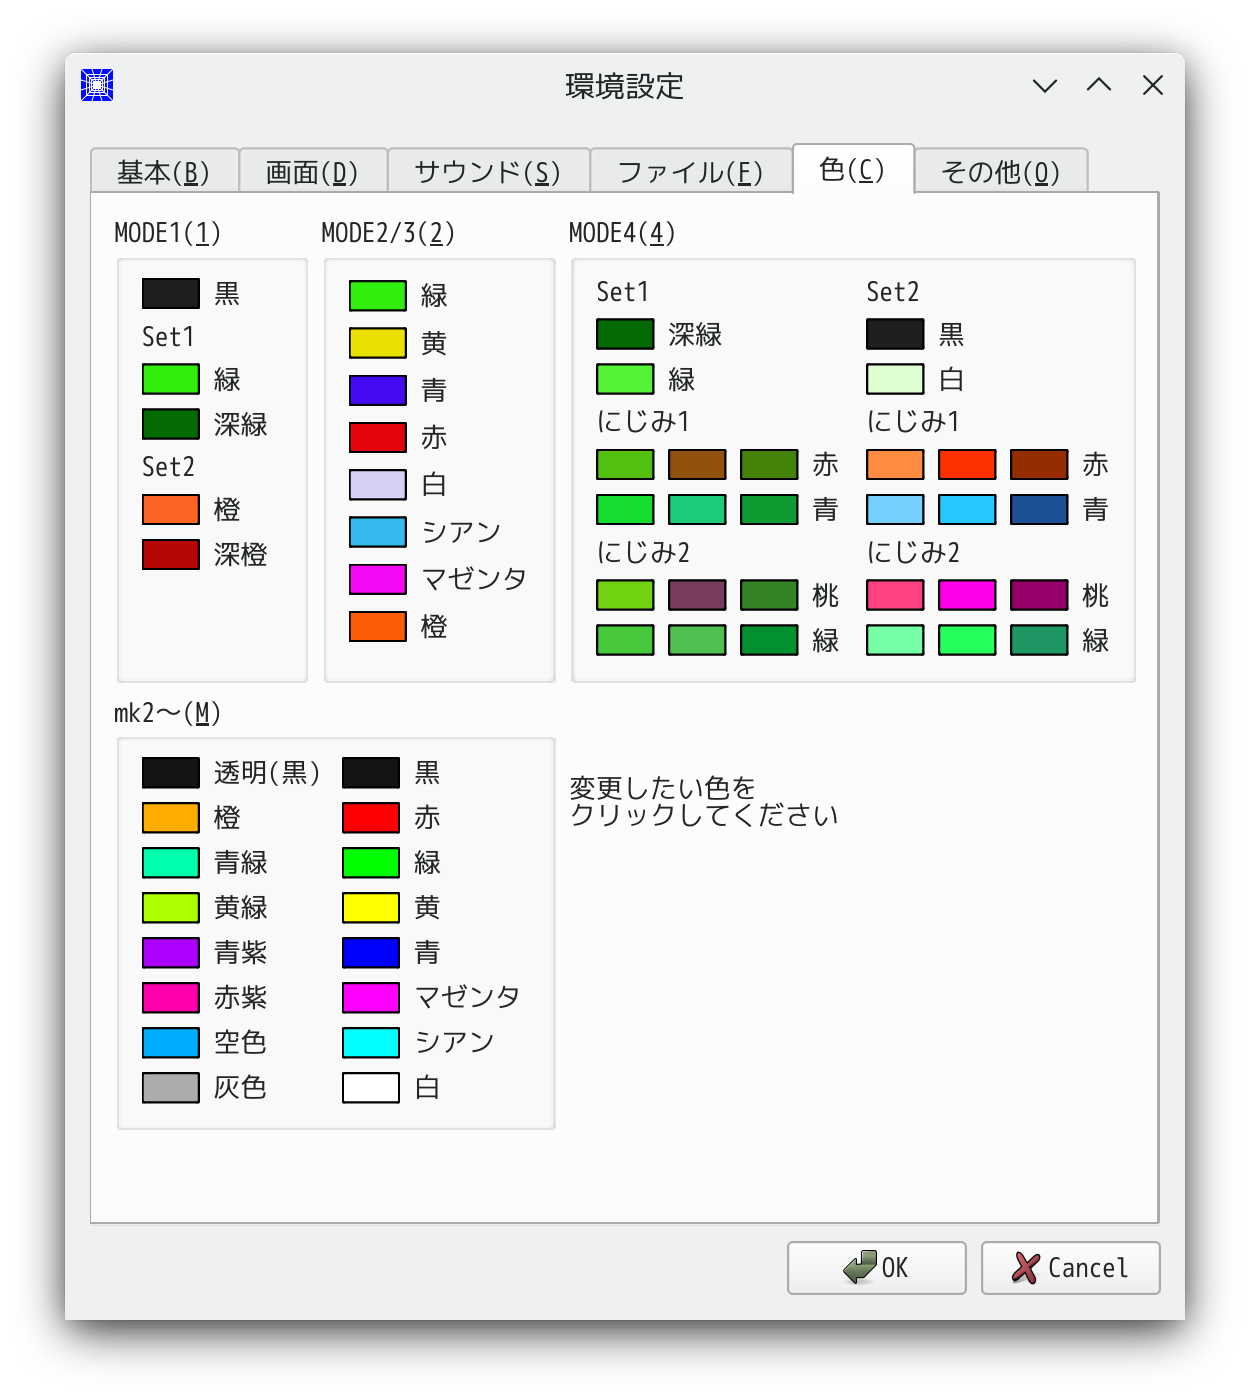 環境設定
基本(B)
画面(D)
サウンド(S)
ファイル(F)
色(C)
その他(O)
MODE1(1)
黒
Set1
緑
深緑
Set2
橙
深橙
MODE2/3(2)
緑
黄
青
赤
白
シアン
マゼンタ
橙
MODE4(4)
Set1
深緑
緑
にじみ1
赤
青
にじみ2
桃
緑
Set2
黒
白
にじみ1
赤
青
にじみ2
桃
緑
mk2～(M)
透明(黒)
橙
青緑
黄緑
青紫
赤紫
空色
灰色
黒
赤
緑
黄
青
マゼンタ
シアン
白
変更したい色を
クリックしてください
OK
Cancel